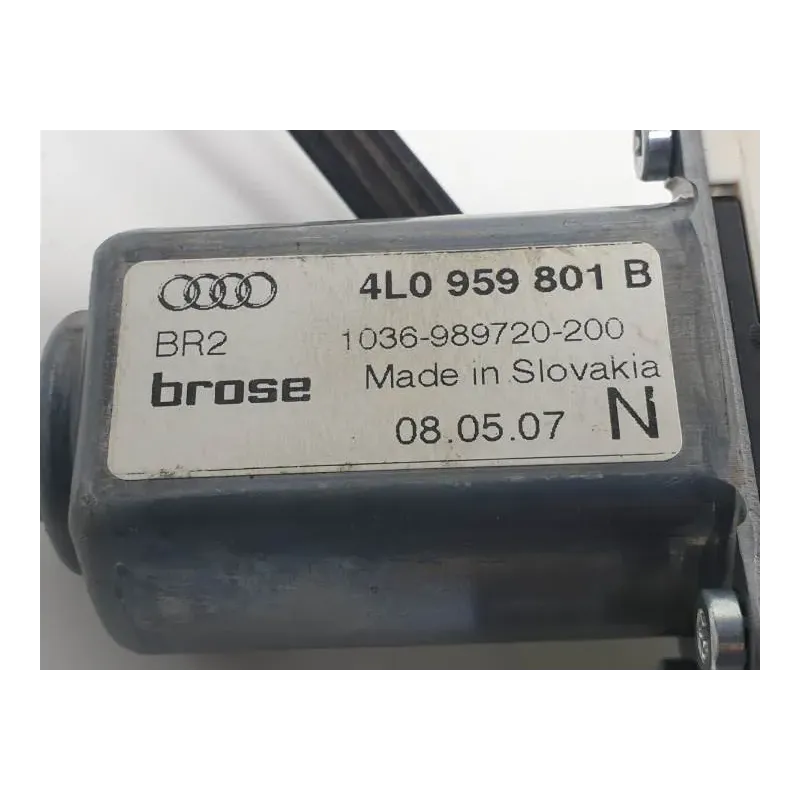 4L0 959 801 B
BR2 1036-989720-200
brose Made in Slovakia
08.05.07 N